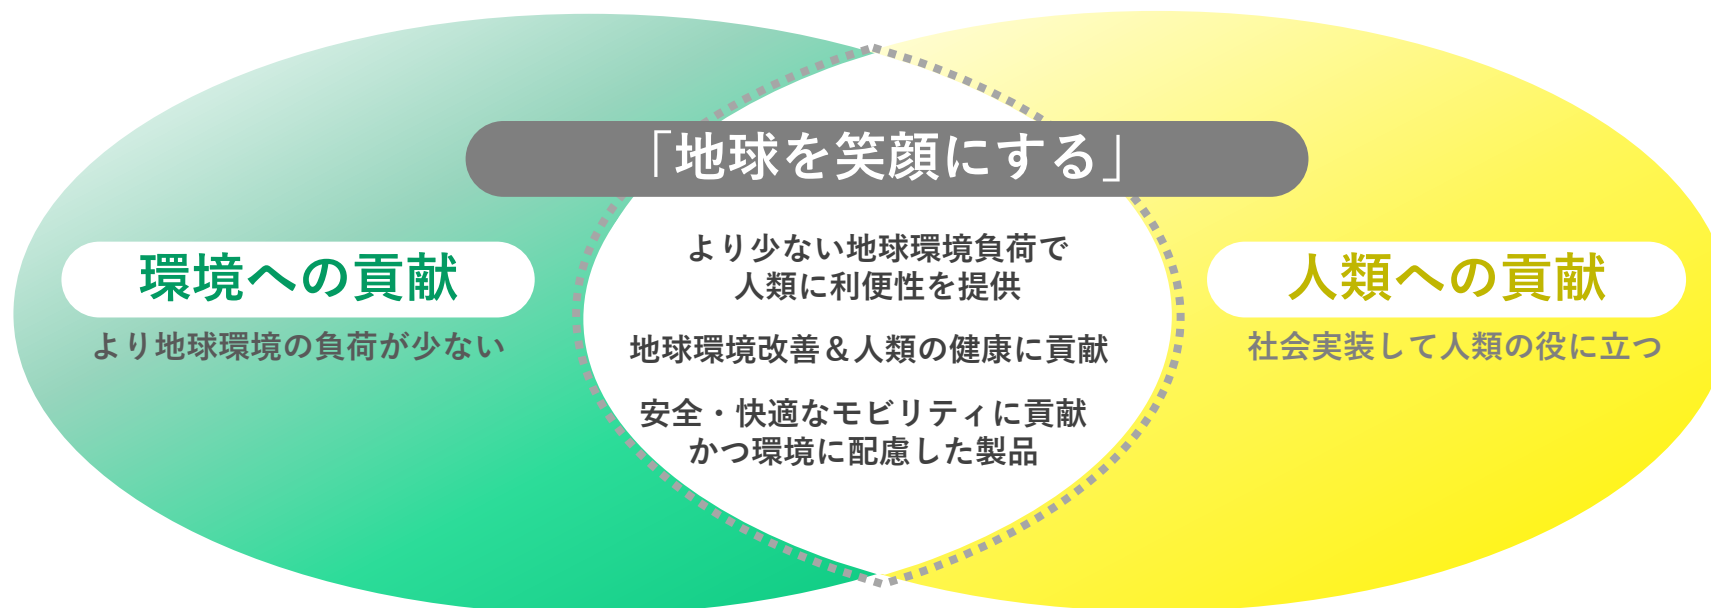 「地球を笑顔にする」
環境への貢献
より地球環境の負荷が少ない
より少ない地球環境負荷で
人類に利便性を提供
地球環境改善＆人類の健康に貢献
安全・快適なモビリティに貢献
かつ環境に配慮した製品
人類への貢献
社会実装して人類の役に立つ